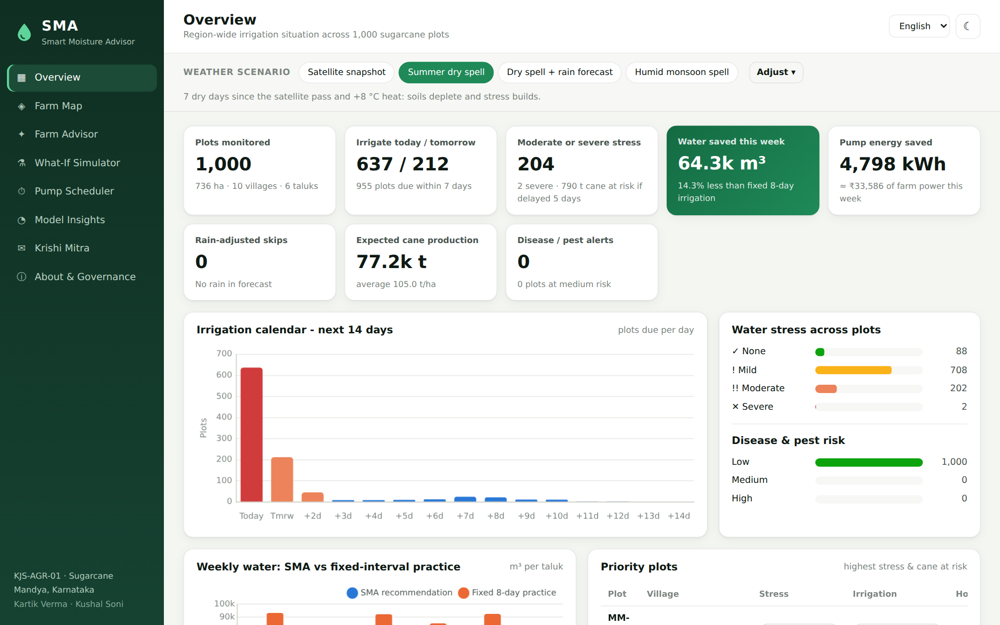 SMA
Smart Moisture Advisor
Overview
Farm Map
Farm Advisor
What-If Simulator
Pump Scheduler
Model Insights
Krishi Mitra
About & Governance
KJS-AGR-01 · Sugarcane
Mandya, Karnataka
Kartik Verma · Kushal Soni
Overview
Region-wide irrigation situation across 1,000 sugarcane plots
English
WEATHER SCENARIO
Satellite snapshot
Summer dry spell
Dry spell + rain forecast
Humid monsoon spell
Adjust ▾
7 dry days since the satellite pass and +8 °C heat: soils deplete and stress builds.
Plots monitored
1,000
736 ha · 10 villages · 6 taluks
Irrigate today / tomorrow
637 / 212
955 plots due within 7 days
Moderate or severe stress
204
2 severe · 790 t cane at risk if
delayed 5 days
Water saved this week
64.3k m³
14.3% less than fixed 8-day
irrigation
Pump energy saved
4,798 kWh
≈ ₹33,586 of farm power this
week
Rain-adjusted skips
0
No rain in forecast
Expected cane production
77.2k t
average 105.0 t/ha
Disease / pest alerts
0
0 plots at medium risk
Irrigation calendar - next 14 days
plots due per day
Plots
700
600
500
400
300
200
100
0
Today Tmrw +2d +3d +4d +5d +6d +7d +8d +9d +10d +11d +12d +13d +14d
Water stress across plots
✓ None 88
! Mild 708
!! Moderate 202
✕ Severe 2
Disease & pest risk
Low 1,000
Medium 0
High 0
Weekly water: SMA vs fixed-interval practice
m³ per taluk
SMA recommendation Fixed 8-day practice
100k
90k
Priority plots
highest stress & cane at risk
Plot Village Stress Irrigation Ho
MM-